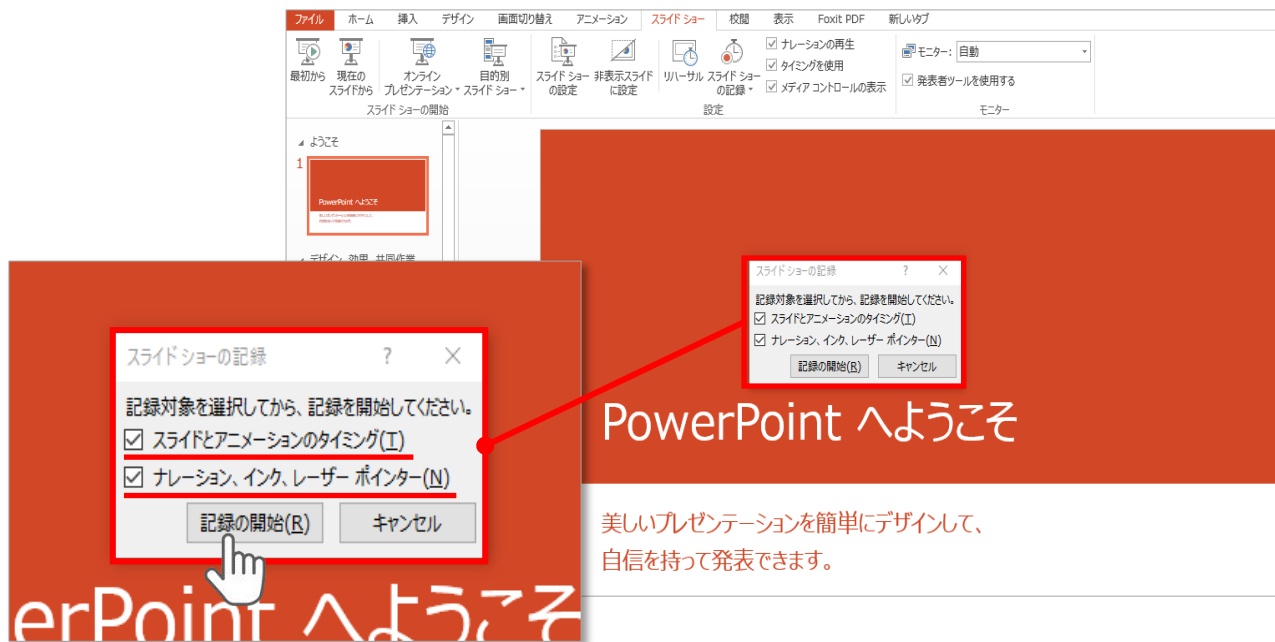 ファイル ホーム 挿入 デザイン 画面切り替え アニメーション スライド ショー 校閲 表示 Foxit PDF 新しいタブ
最初から 現在の スライドから オンライン プレゼンテーション 目的別 スライド ショー スライド ショー の設定 非表示スライド に設定 リハーサル スライド ショー の記録
ナレーションの再生
タイミングを使用
メディア コントロールの表示
モニター: 自動
発表者ツールを使用する
スライド ショーの開始 設定 モニター
ようこそ
1
PowerPoint へようこそ
デザイン、効果、共同作業
スライド ショーの記録 ? ×
記録対象を選択してから、記録を開始してください。
スライドとアニメーションのタイミング(T)
ナレーション、インク、レーザー ポインター(N)
記録の開始(R) キャンセル
PowerPoint へようこそ
美しいプレゼンテーションを簡単にデザインして、
自信を持って発表できます。
スライド ショーの記録 ? ×
記録対象を選択してから、記録を開始してください。
スライドとアニメーションのタイミング(T)
ナレーション、インク、レーザー ポインター(N)
記録の開始(R) キャンセル
erPoint へようこそ